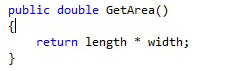 public double GetArea()
{
    return length * width;
}